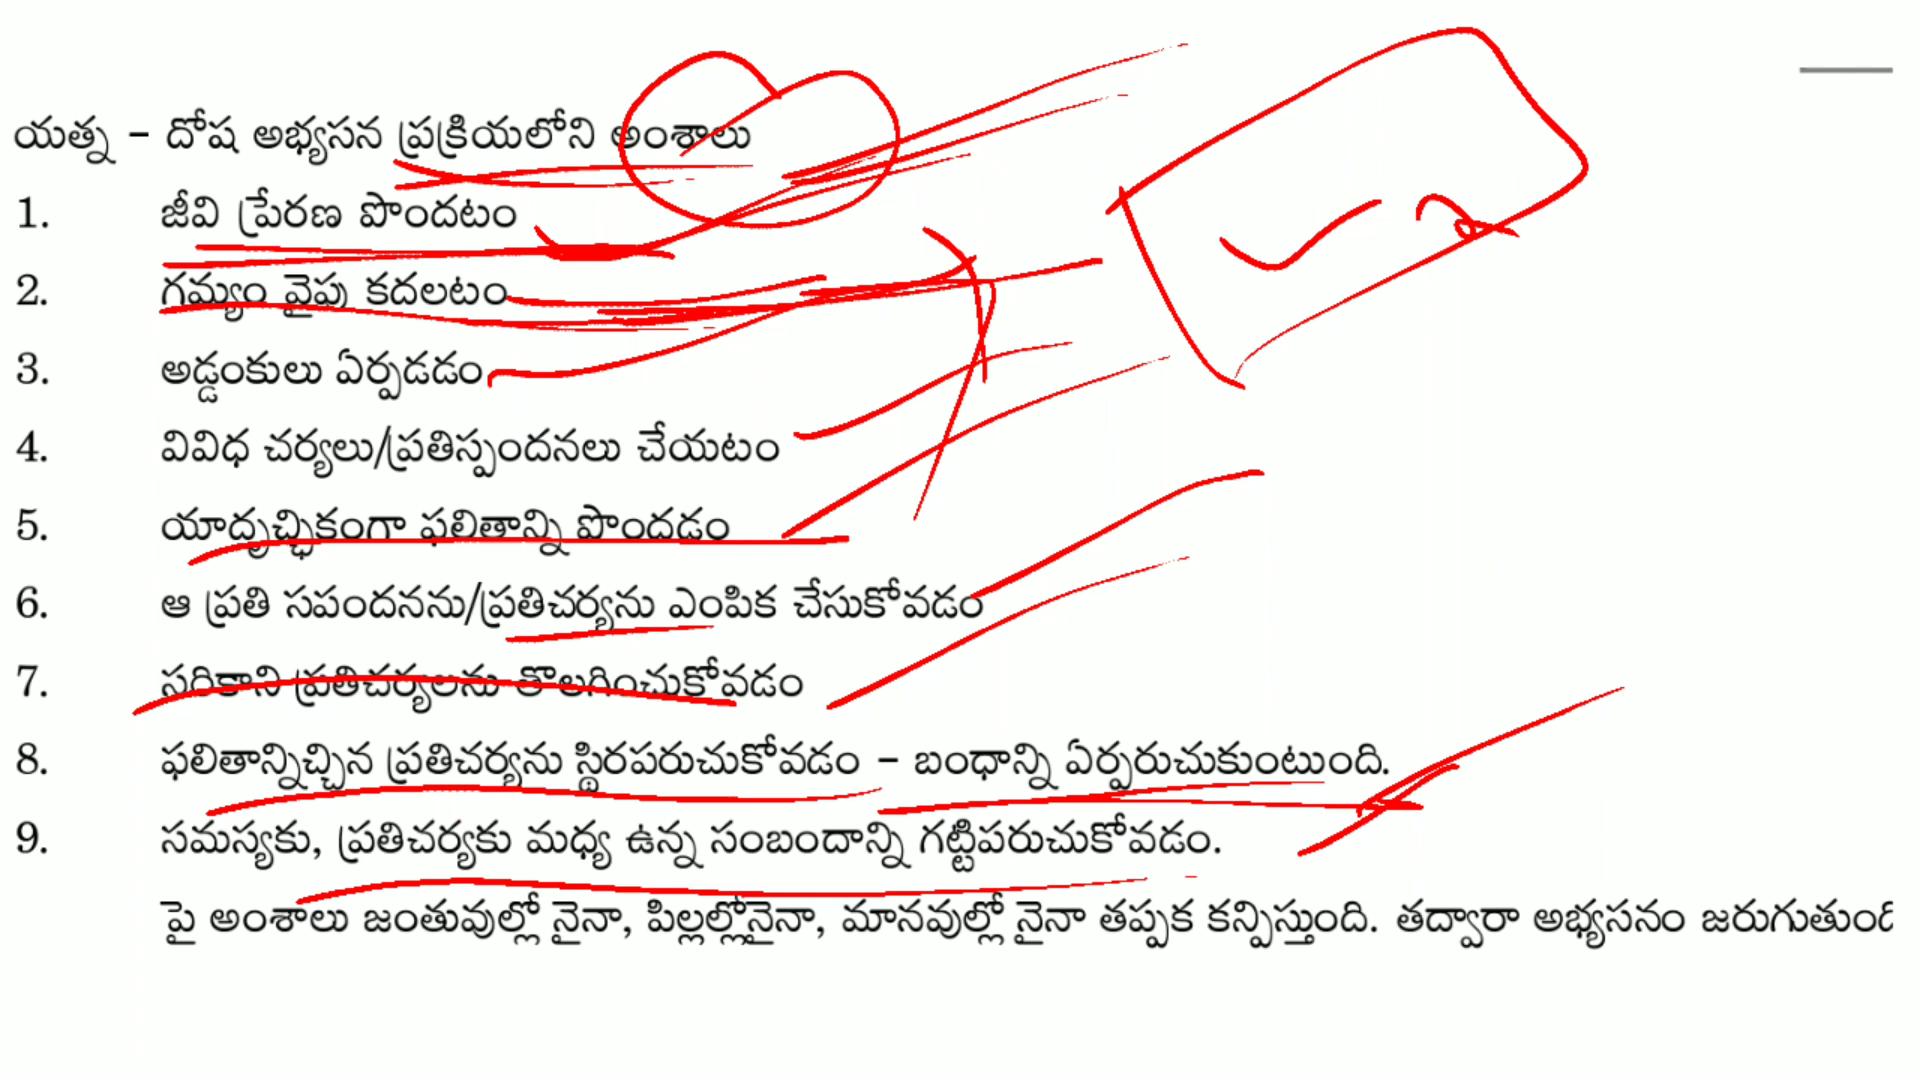 యత్న – దోష అభ్యసన ప్రక్రియలోని అంశాలు
1. జీవి ప్రేరణ పొందటం
2. గమ్యం వైపు కదలటం
3. అడ్డంకులు ఏర్పడడం
4. వివిధ చర్యలు/ప్రతిస్పందనలు చేయటం
5. యాదృచ్ఛికంగా ఫలితాన్ని పొందడం
6. ఆ ప్రతి సపందనను/ప్రతిచర్యను ఎంపిక చేసుకోవడం
7. సరికాని ప్రతిచర్యలను తొలగించుకోవడం
8. ఫలితాన్నిచ్చిన ప్రతిచర్యను స్థిరపరుచుకోవడం – బంధాన్ని ఏర్పరుచుకుంటుంది.
9. సమస్యకు, ప్రతిచర్యకు మధ్య ఉన్న సంబందాన్ని గట్టిపరుచుకోవడం.
పై అంశాలు జంతువుల్లో నైనా, పిల్లల్లోనైనా, మానవుల్లో నైనా తప్పక కన్పిస్తుంది. తద్వారా అభ్యసనం జరుగుతుంది